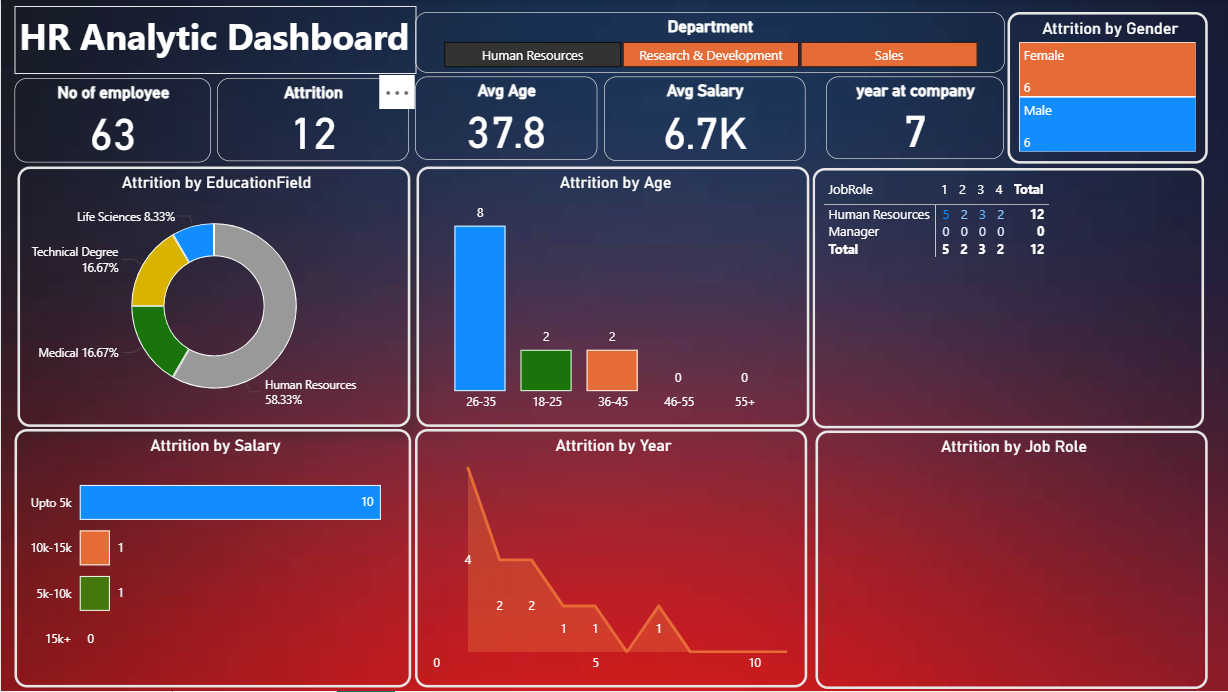 HR Analytic Dashboard
Department
Human Resources
Research & Development
Sales
Attrition by Gender
Female
6
Male
6
No of employee
63
Attrition
12
Avg Age
37.8
Avg Salary
6.7K
year at company
7
Attrition by EducationField
Life Sciences 8.33%
Technical Degree
16.67%
Medical 16.67%
Human Resources
58.33%
Attrition by Age
8
2
2
0
0
26-35
18-25
36-45
46-55
55+
JobRole 1 2 3 4 Total
Human Resources 5 2 3 2 12
Manager 0 0 0 0 0
Total 5 2 3 2 12
Attrition by Salary
Upto 5k 10
10k-15k 1
5k-10k 1
15k+ 0
Attrition by Year
4
2
2
1
1
1
0
5
10
Attrition by Job Role